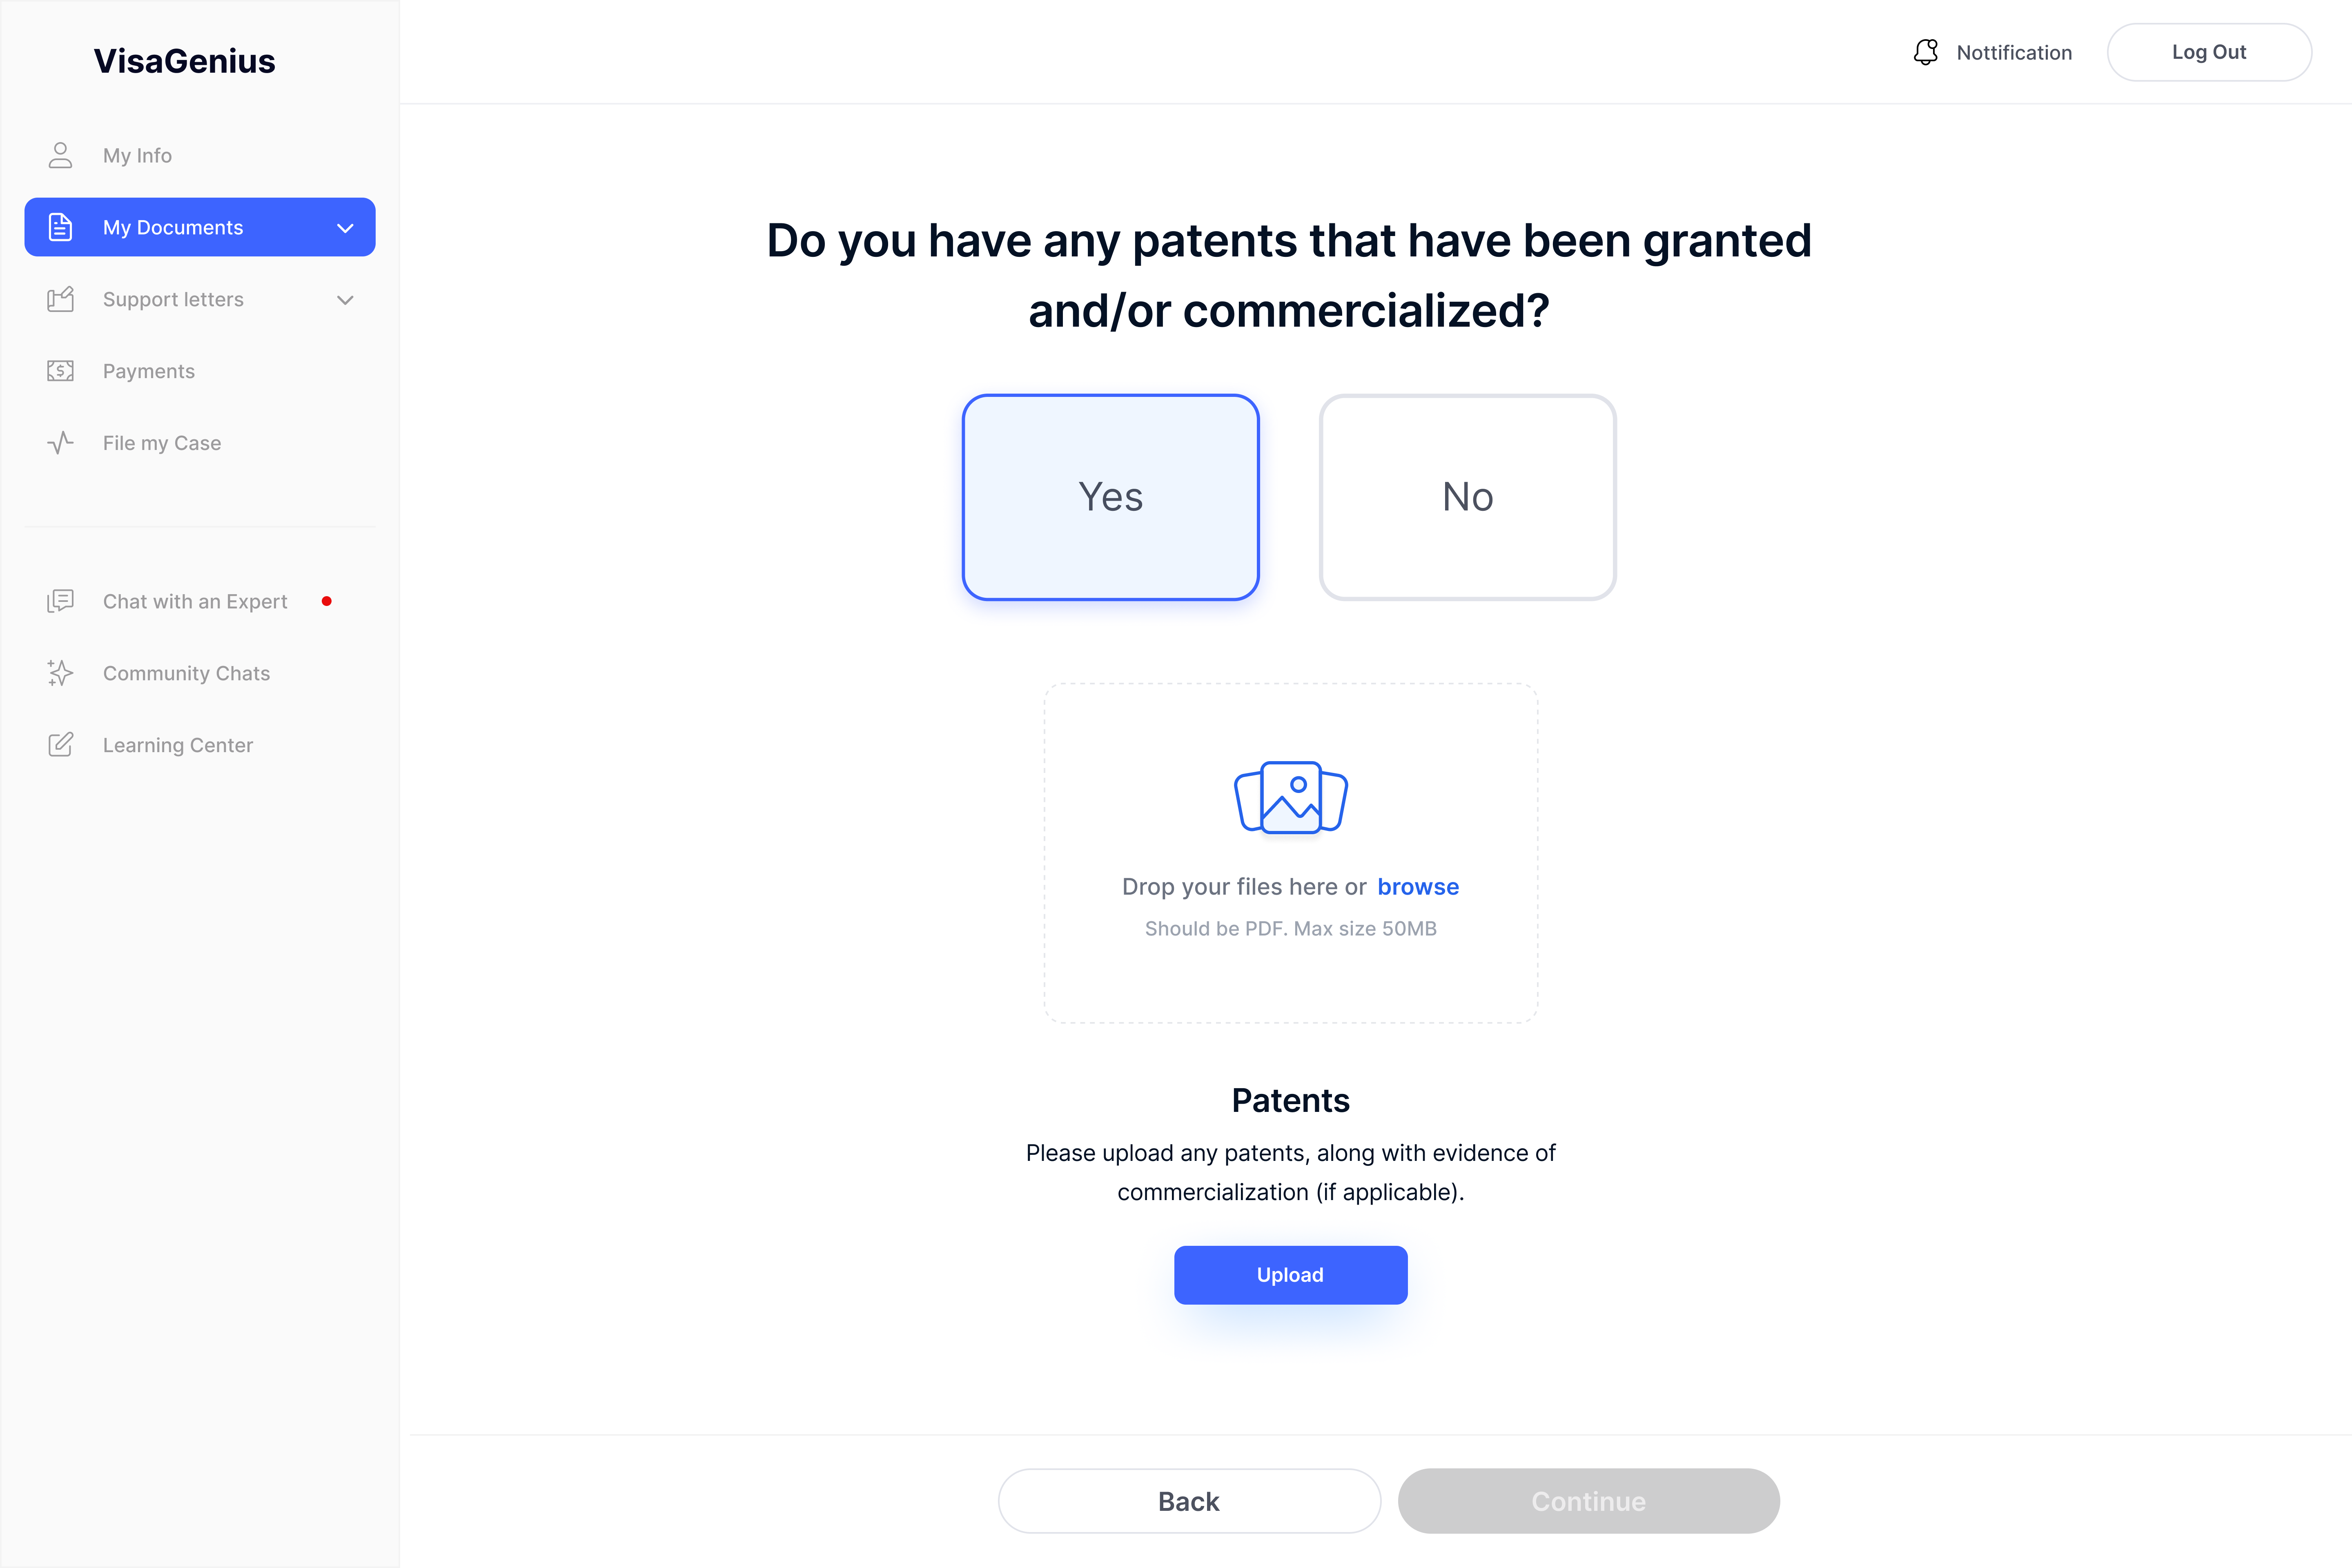 VisaGenius
My Info
My Documents
Support letters
Payments
File my Case
Chat with an Expert
Community Chats
Learning Center
Nottification
Log Out
Do you have any patents that have been granted
and/or commercialized?
Yes
No
Drop your files here or browse
Should be PDF. Max size 50MB
Patents
Please upload any patents, along with evidence of
commercialization (if applicable).
Upload
Back
Continue